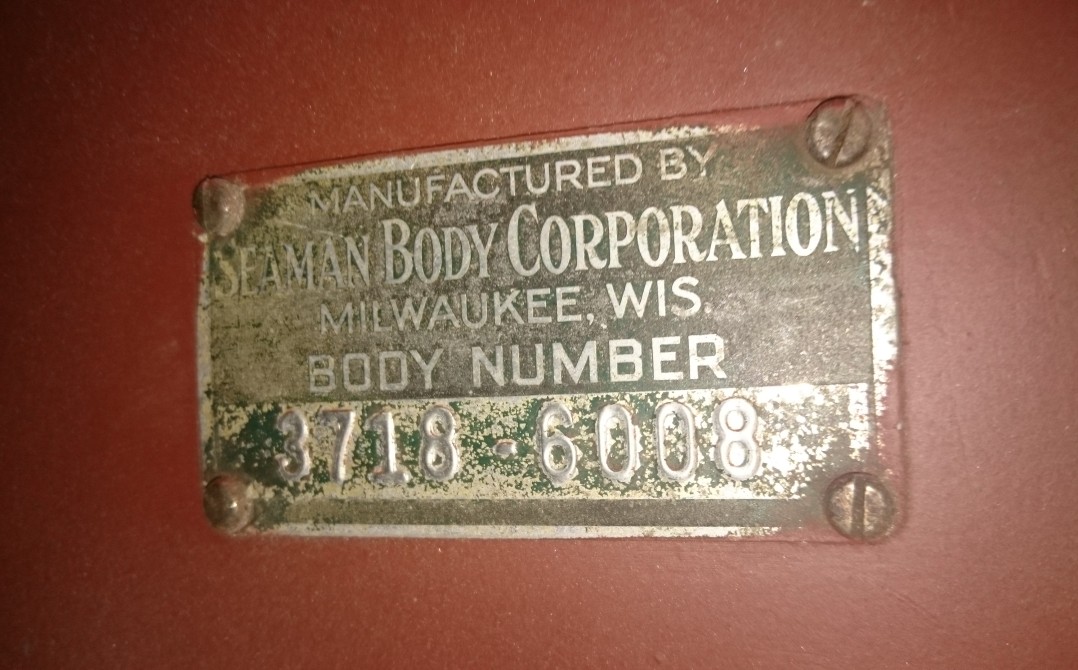 MANUFACTURED BY
SEAMAN BODY CORPORATION
MILWAUKEE, WIS.
BODY NUMBER
3718-6008